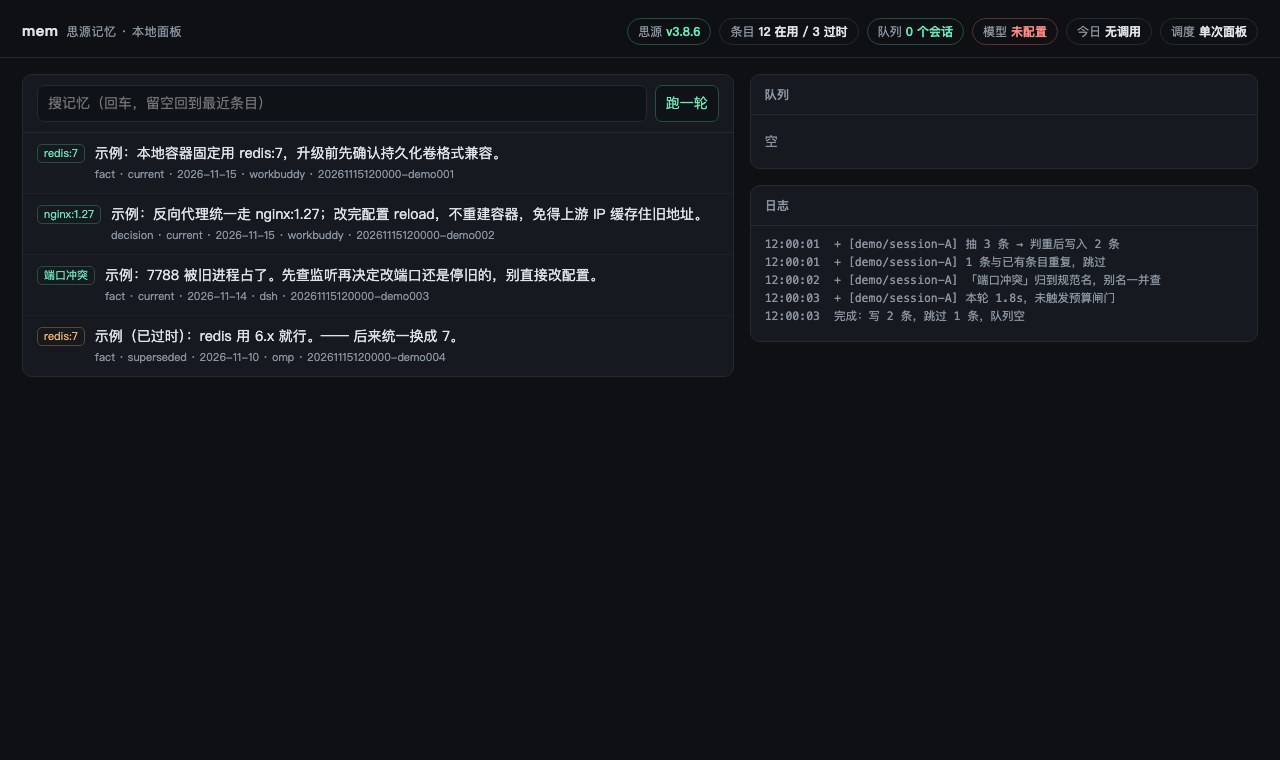 mem 思源记忆 · 本地面板
思源 v3.8.6
条目 12 在用 / 3 过时
队列 0 个会话
模型 未配置
今日 无调用
调度 单次面板
搜记忆（回车，留空回到最近条目）
跑一轮
redis:7 示例：本地容器固定用 redis:7，升级前先确认持久化卷格式兼容。
fact · current · 2026-11-15 · workbuddy · 20261115120000-demo001
nginx:1.27 示例：反向代理统一走 nginx:1.27；改完配置 reload，不重建容器，免得上游 IP 缓存住旧地址。
decision · current · 2026-11-15 · workbuddy · 20261115120000-demo002
端口冲突 示例：7788 被旧进程占了。先查监听再决定改端口还是停旧的，别直接改配置。
fact · current · 2026-11-14 · dsh · 20261115120000-demo003
redis:7 示例（已过时）：redis 用 6.x 就行。—— 后来统一换成 7。
fact · superseded · 2026-11-10 · omp · 20261115120000-demo004
队列
空
日志
12:00:01 + [demo/session-A] 抽 3 条 → 判重后写入 2 条
12:00:01 + [demo/session-A] 1 条与已有条目重复，跳过
12:00:02 + [demo/session-A] 「端口冲突」归到规范名，别名一并查
12:00:03 + [demo/session-A] 本轮 1.8s，未触发预算闸门
12:00:03 完成：写 2 条，跳过 1 条，队列空